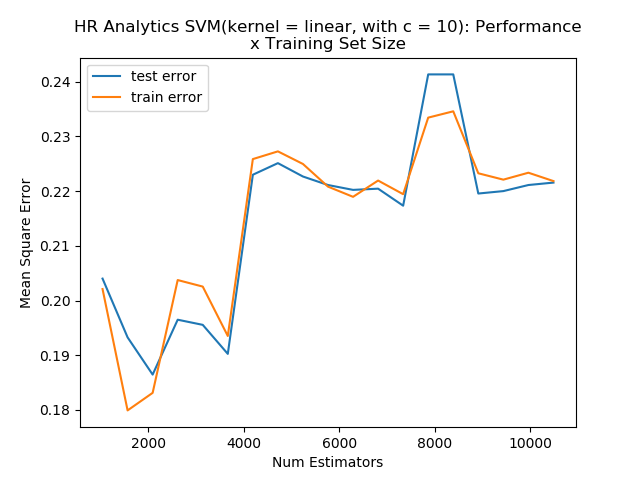 HR Analytics SVM(kernel = linear, with c = 10): Performance
x Training Set Size
test error
train error
0.24
0.23
0.22
0.21
0.20
0.19
0.18
Mean Square Error
2000
4000
6000
8000
10000
Num Estimators